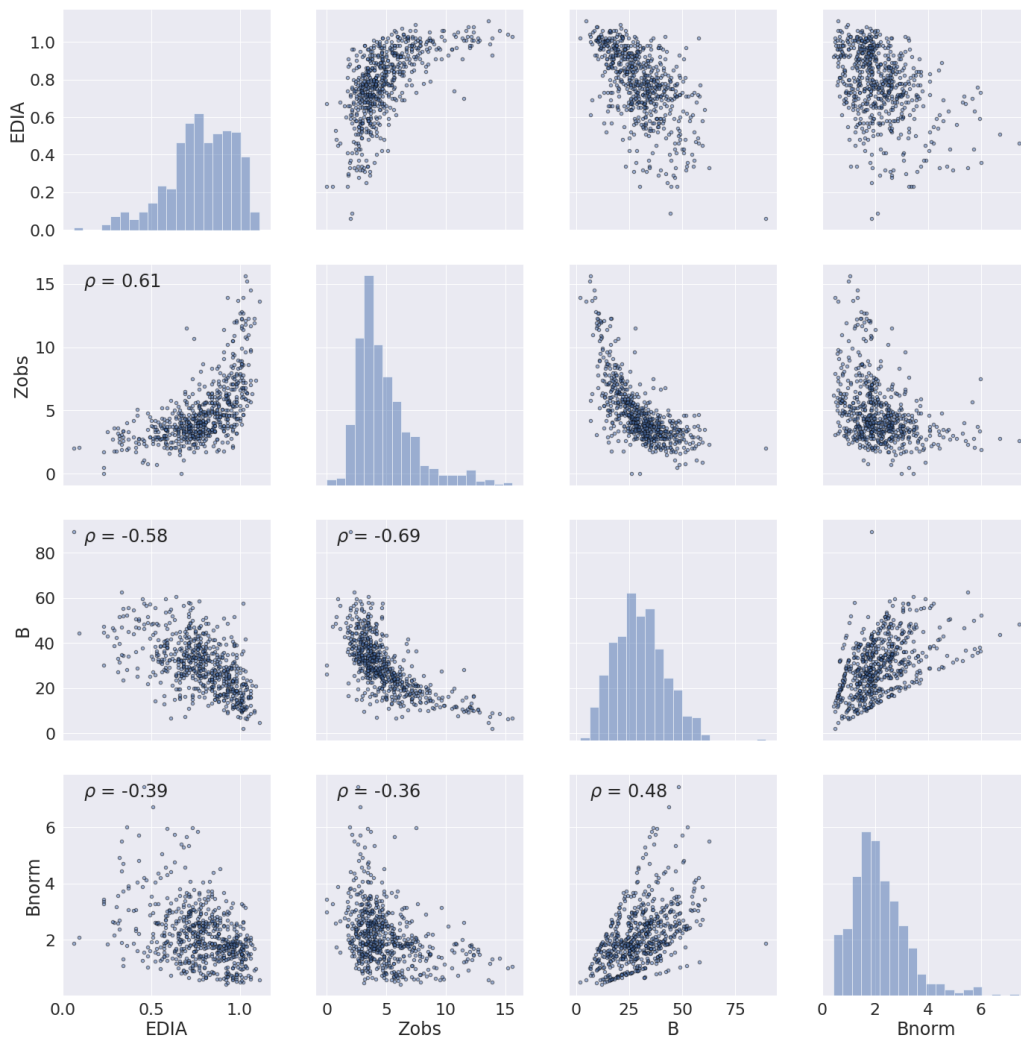 1.0
0.8
0.6
0.4
0.2
0.0
EDIA
ρ = 0.61
15
10
5
0
Zobs
ρ = -0.58
ρ = -0.69
80
60
40
20
0
B
ρ = -0.39
ρ = -0.36
ρ = 0.48
6
4
2
Bnorm
0.0 0.5 1.0 0 5 10 15 0 25 50 75 0 2 4 6
EDIA Zobs B Bnorm